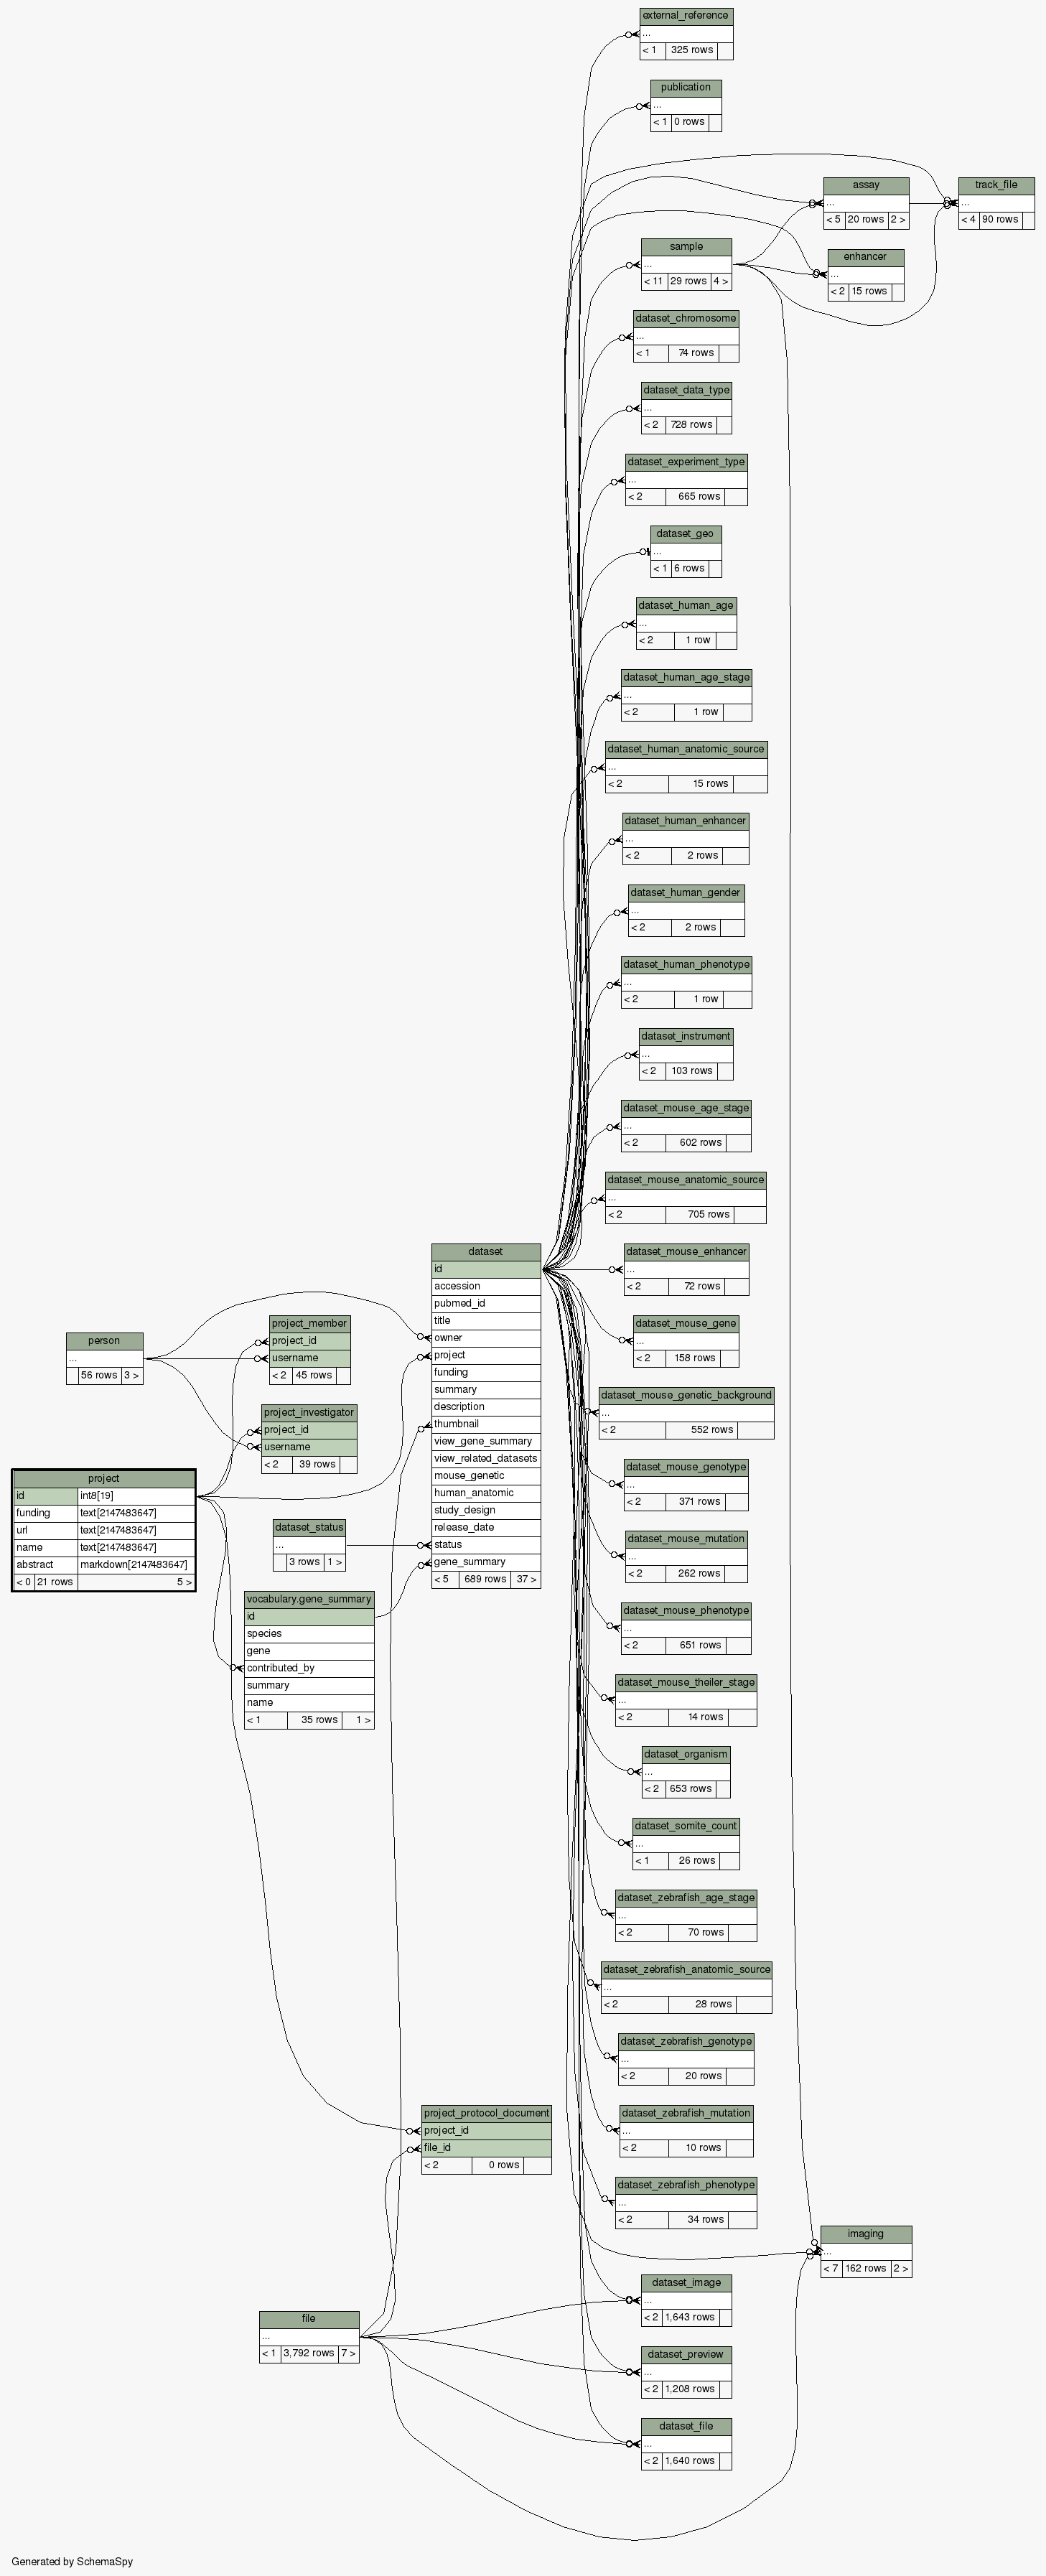 external_reference
...
< 1 325 rows
publication
...
< 1 0 rows
assay
...
< 5 20 rows 2 >
track_file
...
< 4 90 rows
sample
...
< 11 29 rows 4 >
enhancer
...
< 2 15 rows
dataset_chromosome
...
< 1 74 rows
dataset_data_type
...
< 2 728 rows
dataset_experiment_type
...
< 2 665 rows
dataset_geo
...
< 1 6 rows
dataset_human_age
...
< 2 1 row
dataset_human_age_stage
...
< 2 1 row
dataset_human_anatomic_source
...
< 2 15 rows
dataset_human_enhancer
...
< 2 2 rows
dataset_human_gender
...
< 2 2 rows
dataset_human_phenotype
...
< 2 1 row
dataset_instrument
...
< 2 103 rows
dataset_mouse_age_stage
...
< 2 602 rows
dataset_mouse_anatomic_source
...
< 2 705 rows
dataset_mouse_enhancer
...
< 2 72 rows
dataset_mouse_gene
...
< 2 158 rows
dataset_mouse_genetic_background
...
< 2 552 rows
dataset_mouse_genotype
...
< 2 371 rows
dataset_mouse_mutation
...
< 2 262 rows
dataset_mouse_phenotype
...
< 2 651 rows
dataset_mouse_theiler_stage
...
< 2 14 rows
dataset_organism
...
< 2 653 rows
dataset_somite_count
...
< 1 26 rows
dataset_zebrafish_age_stage
...
< 2 70 rows
dataset_zebrafish_anatomic_source
...
< 2 28 rows
dataset_zebrafish_genotype
...
< 2 20 rows
dataset_zebrafish_mutation
...
< 2 10 rows
dataset_zebrafish_phenotype
...
< 2 34 rows
imaging
...
< 7 162 rows 2 >
dataset_image
...
< 2 1,643 rows
dataset_preview
...
< 2 1,208 rows
dataset_file
...
< 2 1,640 rows
dataset
id
accession
pubmed_id
title
owner
project
funding
summary
description
thumbnail
view_gene_summary
view_related_datasets
mouse_genetic
human_anatomic
study_design
release_date
status
gene_summary
< 5 689 rows 37 >
person
...
56 rows 3 >
project_member
project_id
username
< 2 45 rows
project_investigator
project_id
username
< 2 39 rows
project
id int8[19]
funding text[2147483647]
url text[2147483647]
name text[2147483647]
abstract markdown[2147483647]
< 0 21 rows 5 >
dataset_status
...
3 rows 1 >
vocabulary.gene_summary
id
species
gene
contributed_by
summary
name
< 1 35 rows 1 >
project_protocol_document
project_id
file_id
< 2 0 rows
file
...
< 1 3,792 rows 7 >
Generated by SchemaSpy